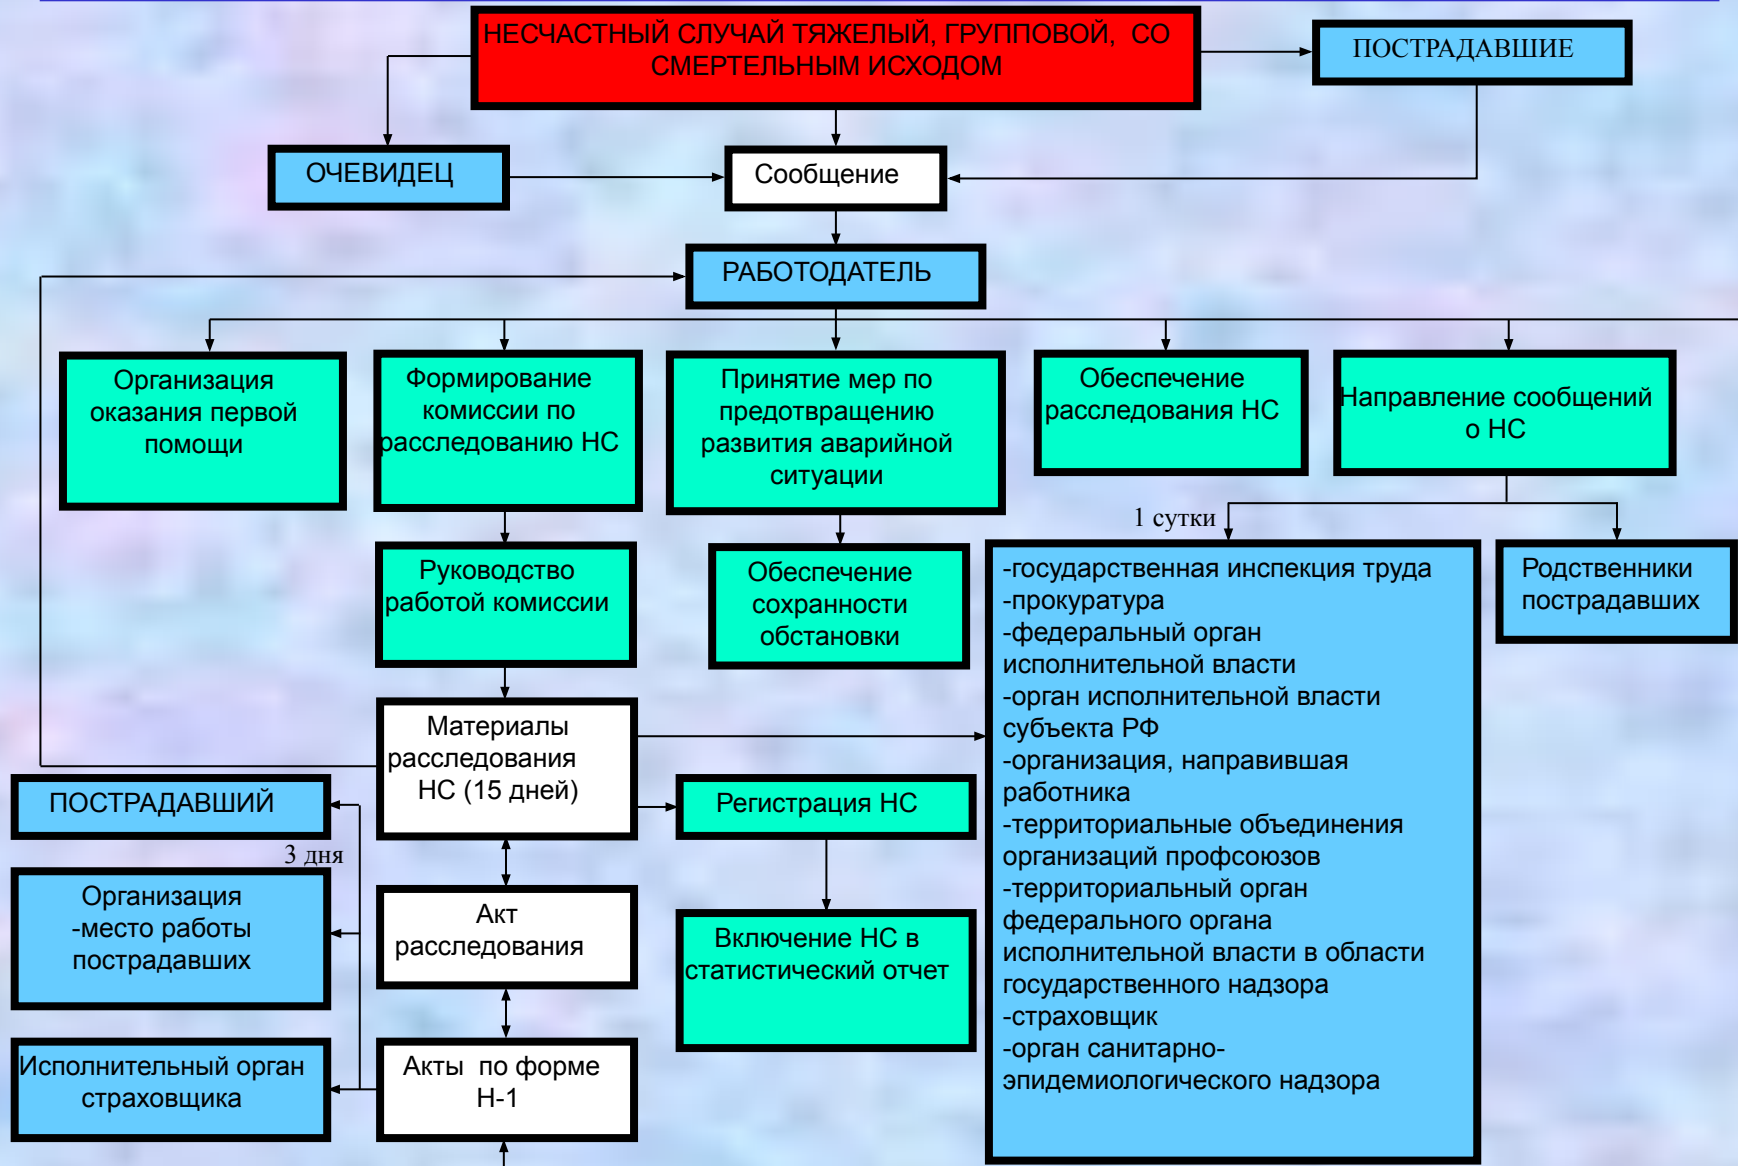 НЕСЧАСТНЫЙ СЛУЧАЙ ТЯЖЕЛЫЙ, ГРУППОВОЙ, СО
СМЕРТЕЛЬНЫМ ИСХОДОМ
ПОСТРАДАВШИЕ
ОЧЕВИДЕЦ
Сообщение
РАБОТОДАТЕЛЬ
Организация
оказания первой
помощи
Формирование
комиссии по
расследованию НС
Принятие мер по
предотвращению
развития аварийной
ситуации
Обеспечение
расследования НС
Направление сообщений
о НС
1 сутки
Руководство
работой комиссии
Обеспечение
сохранности
обстановки
-государственная инспекция труда
-прокуратура
-федеральный орган
исполнительной власти
-орган исполнительной власти
субъекта РФ
-организация, направившая
работника
-территориальные объединения
организаций профсоюзов
-территориальный орган
федерального органа
исполнительной власти в области
государственного надзора
-страховщик
-орган санитарно-
эпидемиологического надзора
Родственники
пострадавших
Материалы
расследования
НС (15 дней)
ПОСТРАДАВШИЙ
Регистрация НС
3 дня
Организация
-место работы
пострадавших
Акт
расследования
Включение НС в
статистический отчет
Исполнительный орган
страховщика
Акты по форме
Н-1